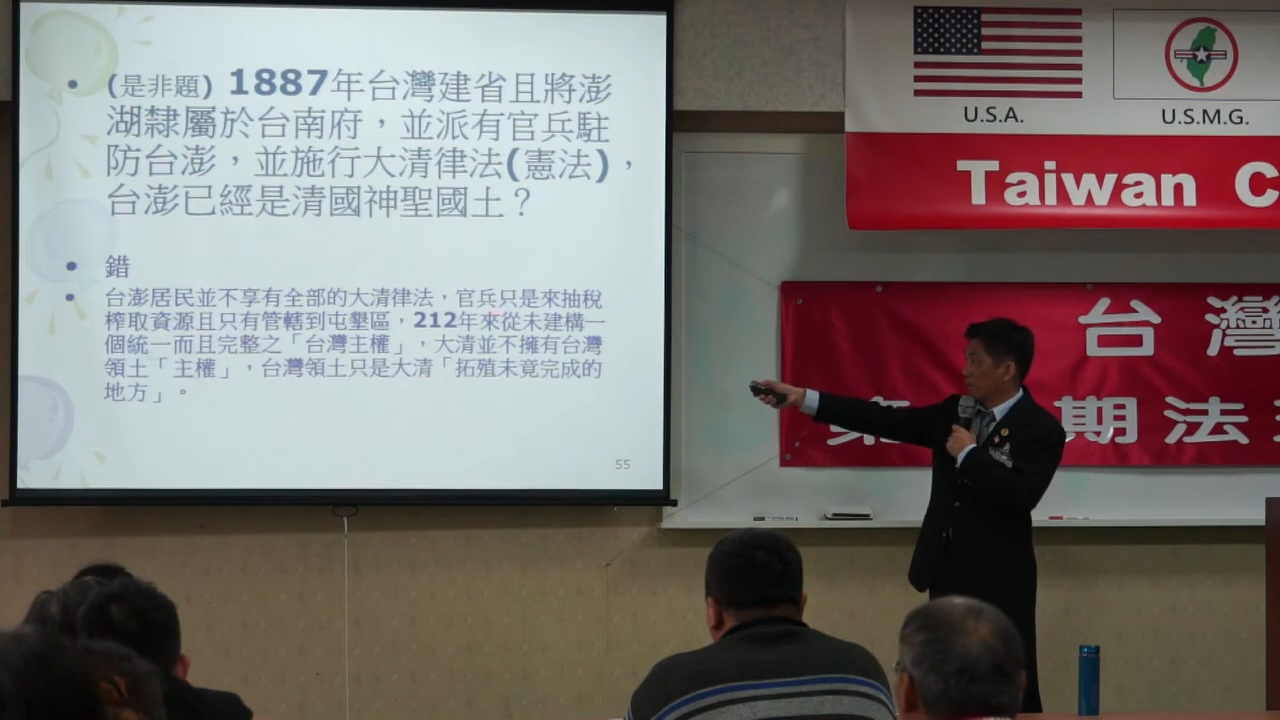 (是非題) 1887年台灣建省且將澎
湖隸屬於台南府，並派有官兵駐
防台澎，並施行大清律法(憲法)，
台澎已經是清國神聖國土？
錯
台澎居民並不享有全部的大清律法，官兵只是來抽稅
榨取資源且只有管轄到屯墾區，212年來從未建構一
個統一而且完整之「台灣主權」，大清並不擁有台灣
領土「主權」，台灣領土只是大清「拓殖未竟完成的
地方」。
55
U.S.A.
U.S.M.G.
Taiwan C
台灣
期法